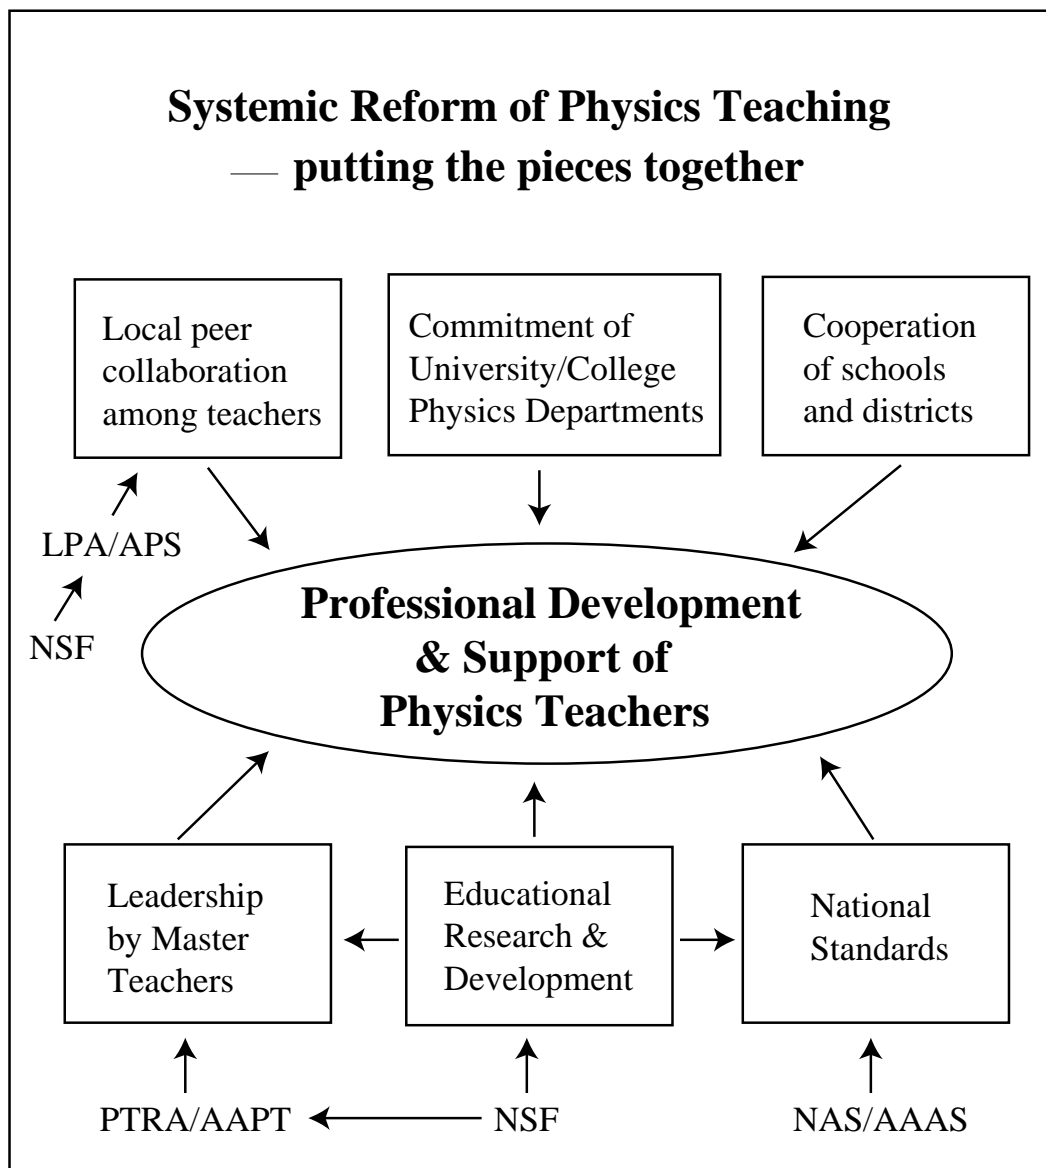 Systemic Reform of Physics Teaching
— putting the pieces together
Local peer
collaboration
among teachers
Commitment of
University/College
Physics Departments
Cooperation
of schools
and districts
LPA/APS
NSF
Professional Development
& Support of
Physics Teachers
Leadership
by Master
Teachers
Educational
Research &
Development
National
Standards
PTRA/AAPT
NSF
NAS/AAAS